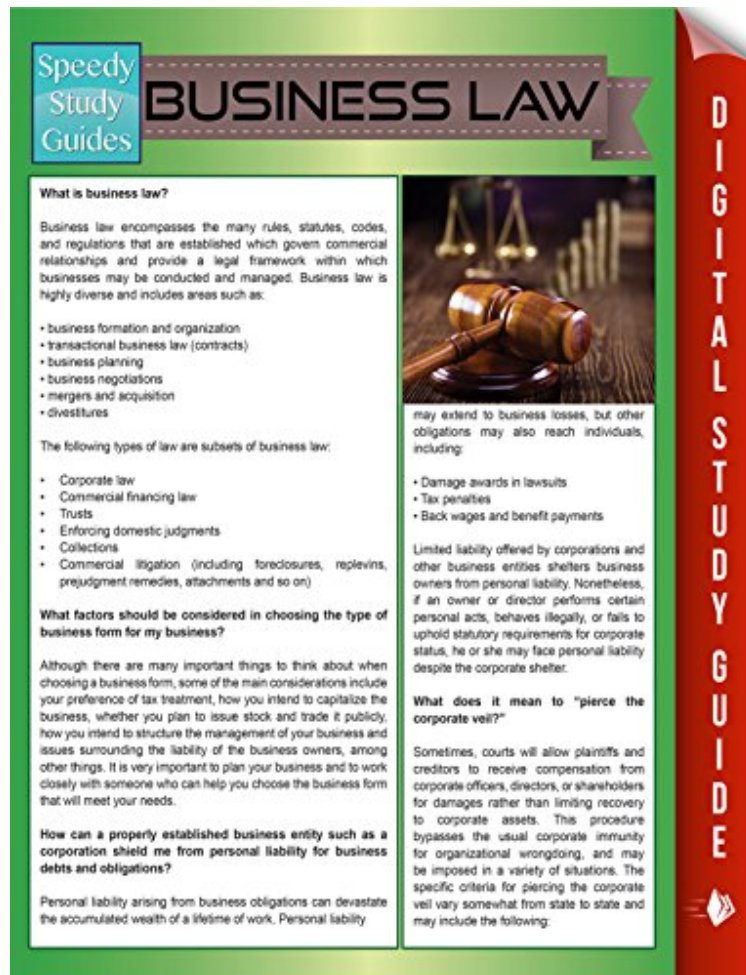 Speedy
Study
Guides
BUSINESS LAW
What is business law?
Business law encompasses the many rules, statutes, codes,
and regulations that are established which govern commercial
relationships and provide a legal framework within which
businesses may be conducted and managed. Business law is
highly diverse and includes areas such as:
• business formation and organization
• transactional business law (contracts)
• business planning
• business negotiations
• mergers and acquisition
• divestitures
The following types of law are subsets of business law:
• Corporate law
• Commercial financing law
• Trusts
• Enforcing domestic judgments
• Collections
• Commercial litigation (including foreclosures, replevins,
prejudgment remedies, attachments and so on)
What factors should be considered in choosing the type of
business form for my business?
Although there are many important things to think about when
choosing a business form, some of the main considerations include
your preference of tax treatment, how you intend to capitalize the
business, whether you plan to issue stock and trade it publicly,
how you intend to structure the management of your business and
issues surrounding the liability of the business owners, among
other things. It is very important to plan your business and to work
closely with someone who can help you choose the business form
that will meet your needs.
How can a properly established business entity such as a
corporation shield me from personal liability for business
debts and obligations?
Personal liability arising from business obligations can devastate
the accumulated wealth of a lifetime of work. Personal liability
may extend to business losses, but other
obligations may also reach individuals,
including:
• Damage awards in lawsuits
• Tax penalties
• Back wages and benefit payments
Limited liability offered by corporations and
other business entities shelters business
owners from personal liability. Nonetheless,
if an owner or director performs certain
personal acts, behaves illegally, or fails to
uphold statutory requirements for corporate
status, he or she may face personal liability
despite the corporate shelter.
What does it mean to "pierce the
corporate veil?"
Sometimes, courts will allow plaintiffs and
creditors to receive compensation from
corporate officers, directors, or shareholders
for damages rather than limiting recovery
to corporate assets. This procedure
bypasses the usual corporate immunity
for organizational wrongdoing, and may
be imposed in a variety of situations. The
specific criteria for piercing the corporate
veil vary somewhat from state to state and
may include the following:
DIGITAL STUDY GUIDE